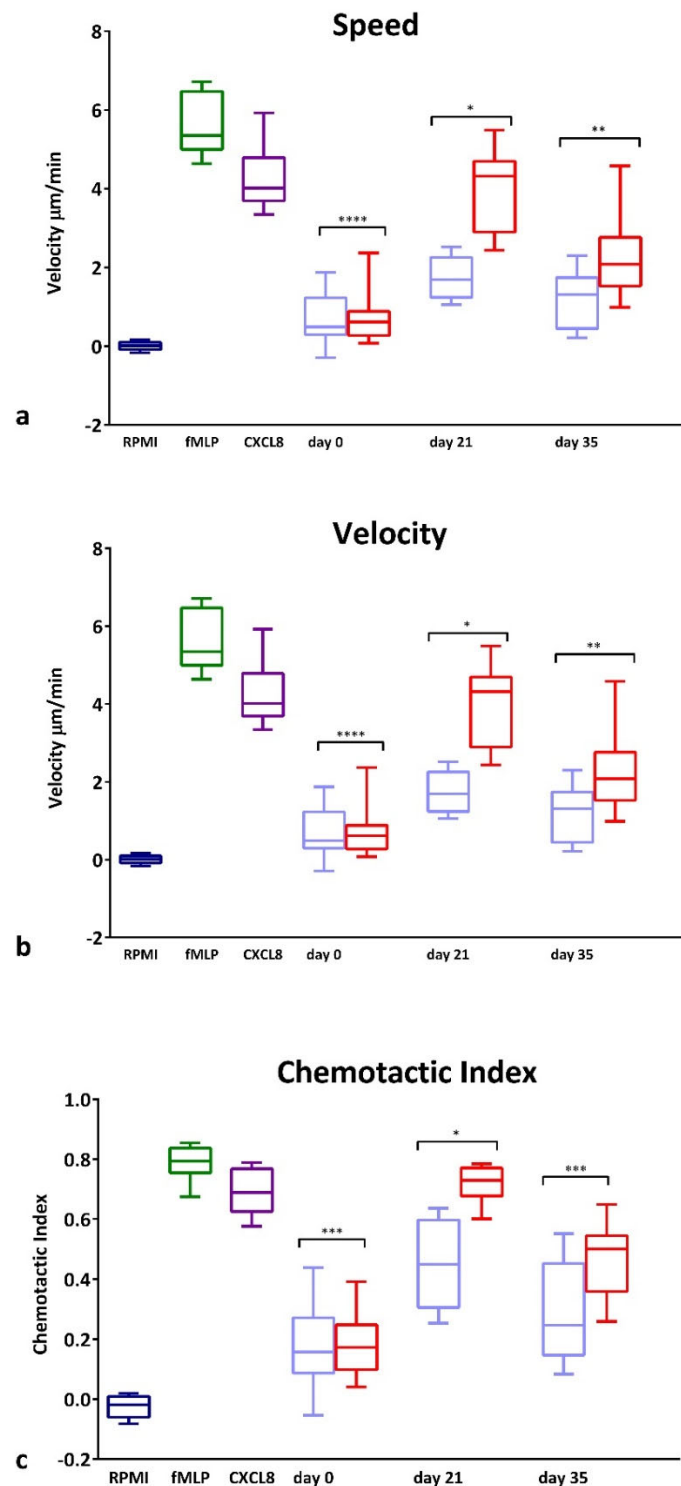 Speed
8
6
4
2
0
-2
Velocity µm/min
****
*
**
a
RPMI fMLP CXCL8 day 0 day 21 day 35
Velocity
8
6
4
2
0
-2
Velocity µm/min
****
*
**
b
RPMI fMLP CXCL8 day 0 day 21 day 35
Chemotactic Index
1.0
0.8
0.6
0.4
0.2
0.0
-0.2
Chemotactic Index
***
*
***
c
RPMI fMLP CXCL8 day 0 day 21 day 35